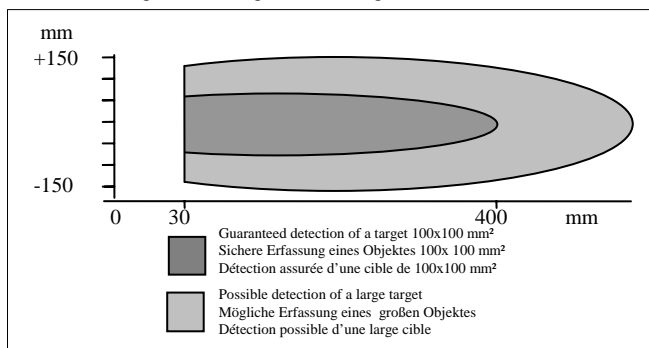 mm
+150
-150
0 30 400 mm
Guaranteed detection of a target 100x100 mm²
Sichere Erfassung eines Objektes 100x 100 mm²
Détection assurée d’une cible de 100x100 mm²
Possible detection of a large target
Mögliche Erfassung eines großen Objektes
Détection possible d’une large cible